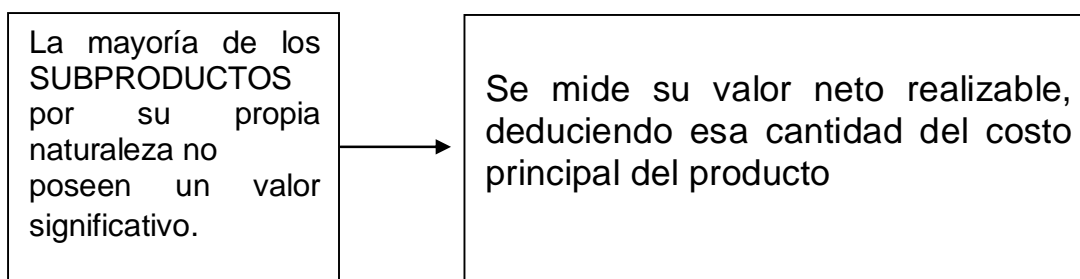 La mayoría de los
SUBPRODUCTOS
por su propia
naturaleza no
poseen un valor
significativo.
Se mide su valor neto realizable,
deduciendo esa cantidad del costo
principal del producto